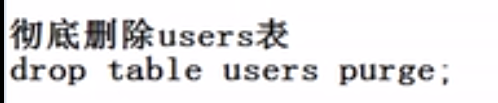 彻底删除users表
drop table users purge;